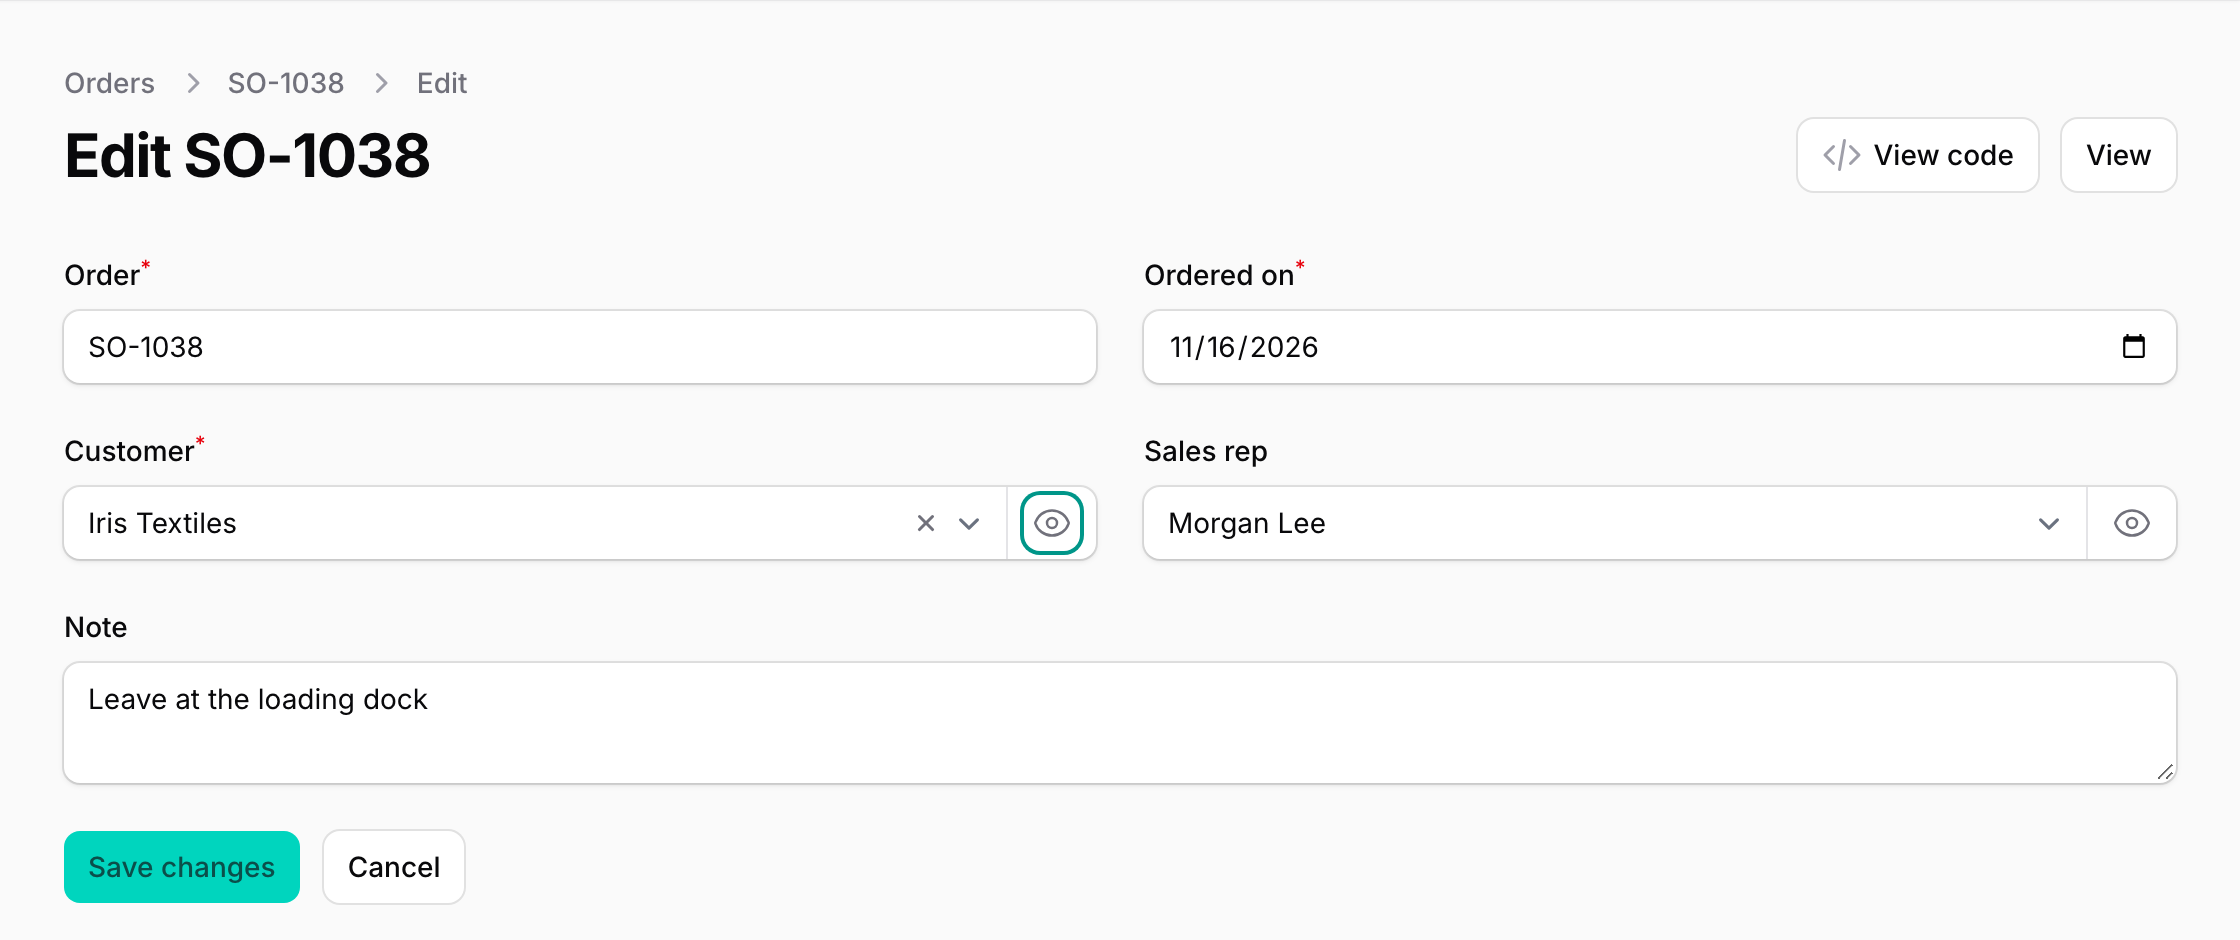 Orders > SO-1038 > Edit
Edit SO-1038
</> View code
View
Order*
SO-1038
Ordered on*
11/16/2026
Customer*
Iris Textiles
Sales rep
Morgan Lee
Note
Leave at the loading dock
Save changes
Cancel